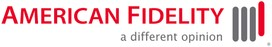 AMERICAN FIDELITY
a different opinion
®